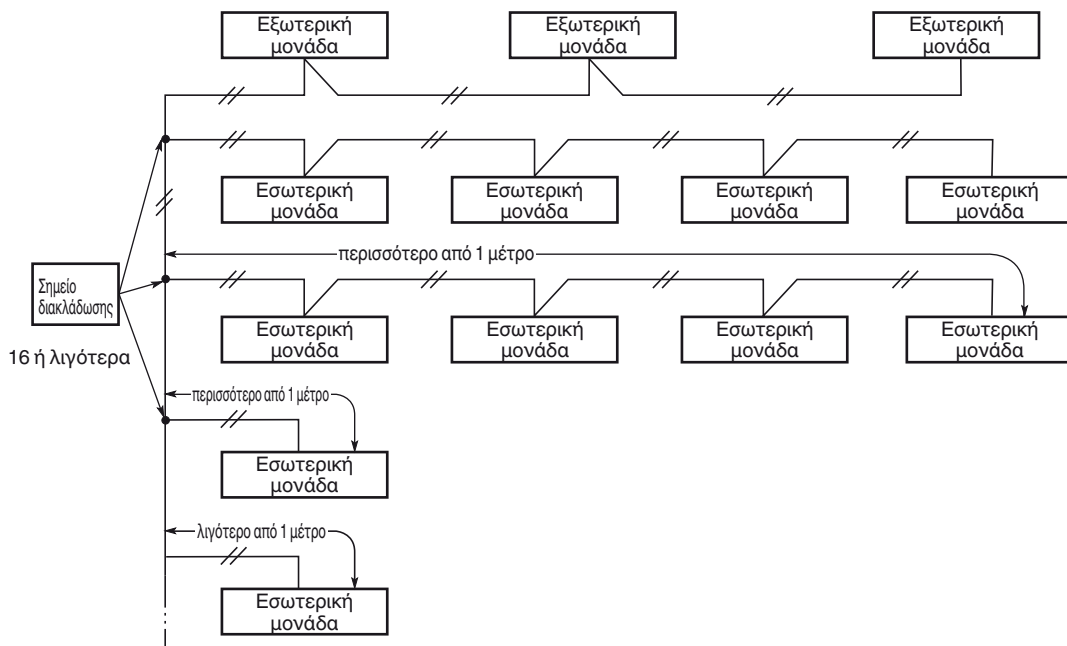 Εξωτερική
μονάδα
Εξωτερική
μονάδα
Εξωτερική
μονάδα
Εσωτερική
μονάδα
Εσωτερική
μονάδα
Εσωτερική
μονάδα
Εσωτερική
μονάδα
περισσότερο από 1 μέτρο
Σημείο
διακλάδωσης
16 ή λιγότερα
Εσωτερική
μονάδα
Εσωτερική
μονάδα
Εσωτερική
μονάδα
Εσωτερική
μονάδα
περισσότερο από 1 μέτρο
Εσωτερική
μονάδα
λιγότερο από 1 μέτρο
Εσωτερική
μονάδα